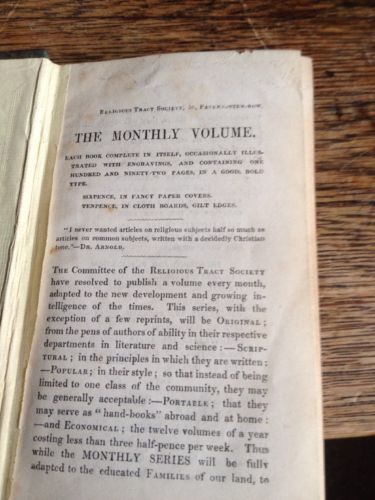 Religious Tract Society, 56, Paternoster-row.
THE MONTHLY VOLUME.
Each book complete in itself, occasionally illus-
trated with engravings, and containing one
hundred and ninety-two pages, in a good, bold
type.
Sixpence, in fancy paper covers.
Tenpence, in cloth boards, gilt edges.
"I never wanted articles on religious subjects half so much as
articles on common subjects, written with a decidedly Christian
tone."—Dr. Arnold.
The Committee of the Religious Tract Society
have resolved to publish a volume every month,
adapted to the new development and growing in-
telligence of the times. This series, with the
exception of a few reprints, will be Original;
from the pens of authors of ability in their respective
departments in literature and science:—Scrip-
tural; in the principles in which they are written:
—Popular; in their style; so that instead of being
limited to one class of the community, they may
be generally acceptable:—Portable; that they
may serve as "hand-books" abroad and at home:
—and Economical; the twelve volumes of a year
costing less than three half-pence per week. Thus
while the MONTHLY SERIES will be fully
adapted to the educated Families of our land, to